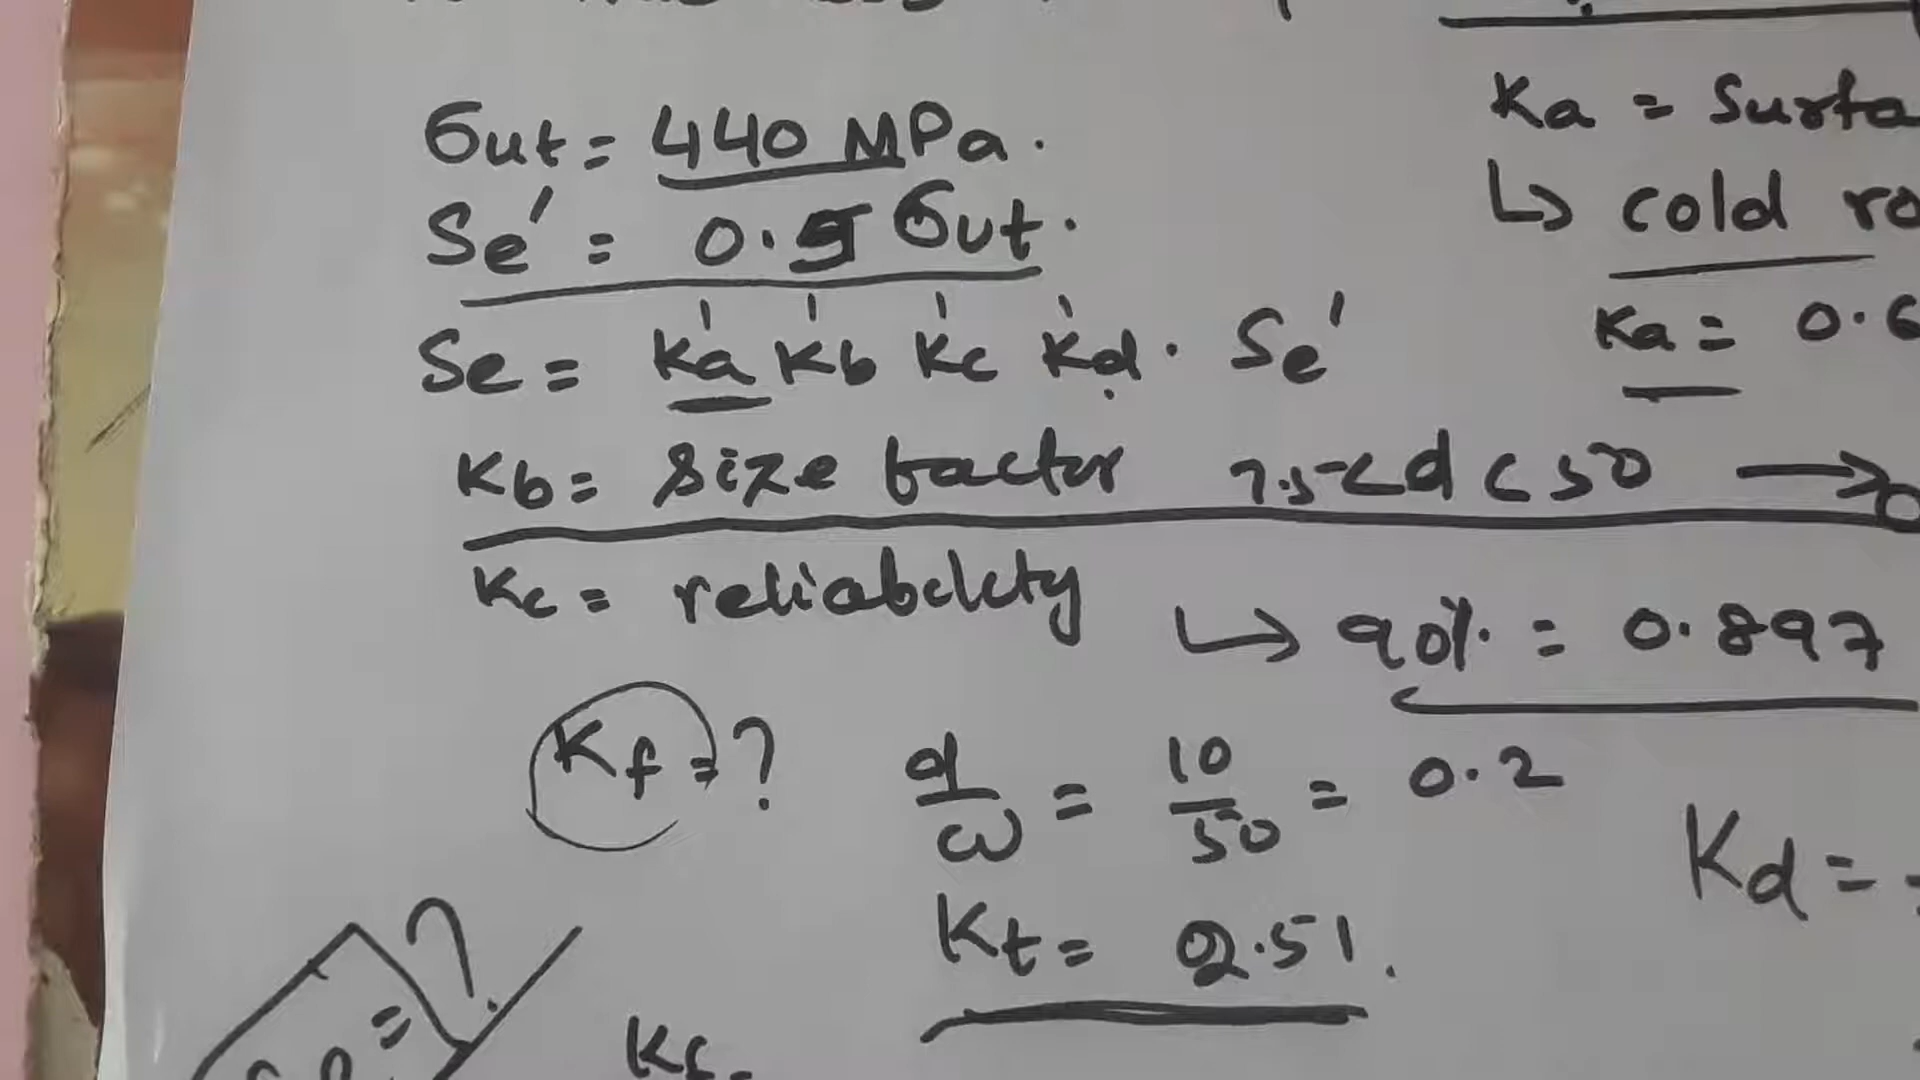 σut = 440 MPa.
Se' = 0.5 σut.
Se = Ka Kb Kc Kd · Se'
Kb = size factor 7.5 < d < 50 →
Kc = reliability
↳ 90% = 0.897
Kf = ? d/w = 10/50 = 0.2
Kt = 2.51.
Ka =
↳ cold
Ka = 0.6
Kd =
= ?
Kf